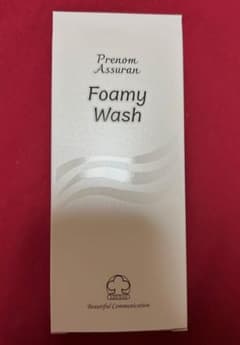 Prenom
Assuran
Foamy
Wash
Beautiful Communication